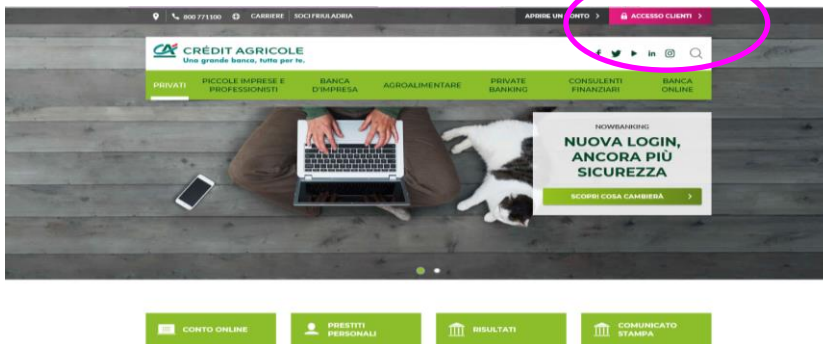 800 771100 CARRIERE SOCI FRIULADRIA APRIRE UN CONTO > ACCESSO CLIENTI >
CA CRÉDIT AGRICOLE
Una grande banca, tutta per te.
f in
PRIVATI PICCOLE IMPRESE E PROFESSIONISTI BANCA D'IMPRESA AGROALIMENTARE PRIVATE BANKING CONSULENTI FINANZIARI BANCA ONLINE
NOWBANKING
NUOVA LOGIN,
ANCORA PIÙ
SICUREZZA
SCOPRI COSA CAMBIERÀ >
CONTO ONLINE PRESTITI PERSONALI RISULTATI COMUNICATO STAMPA